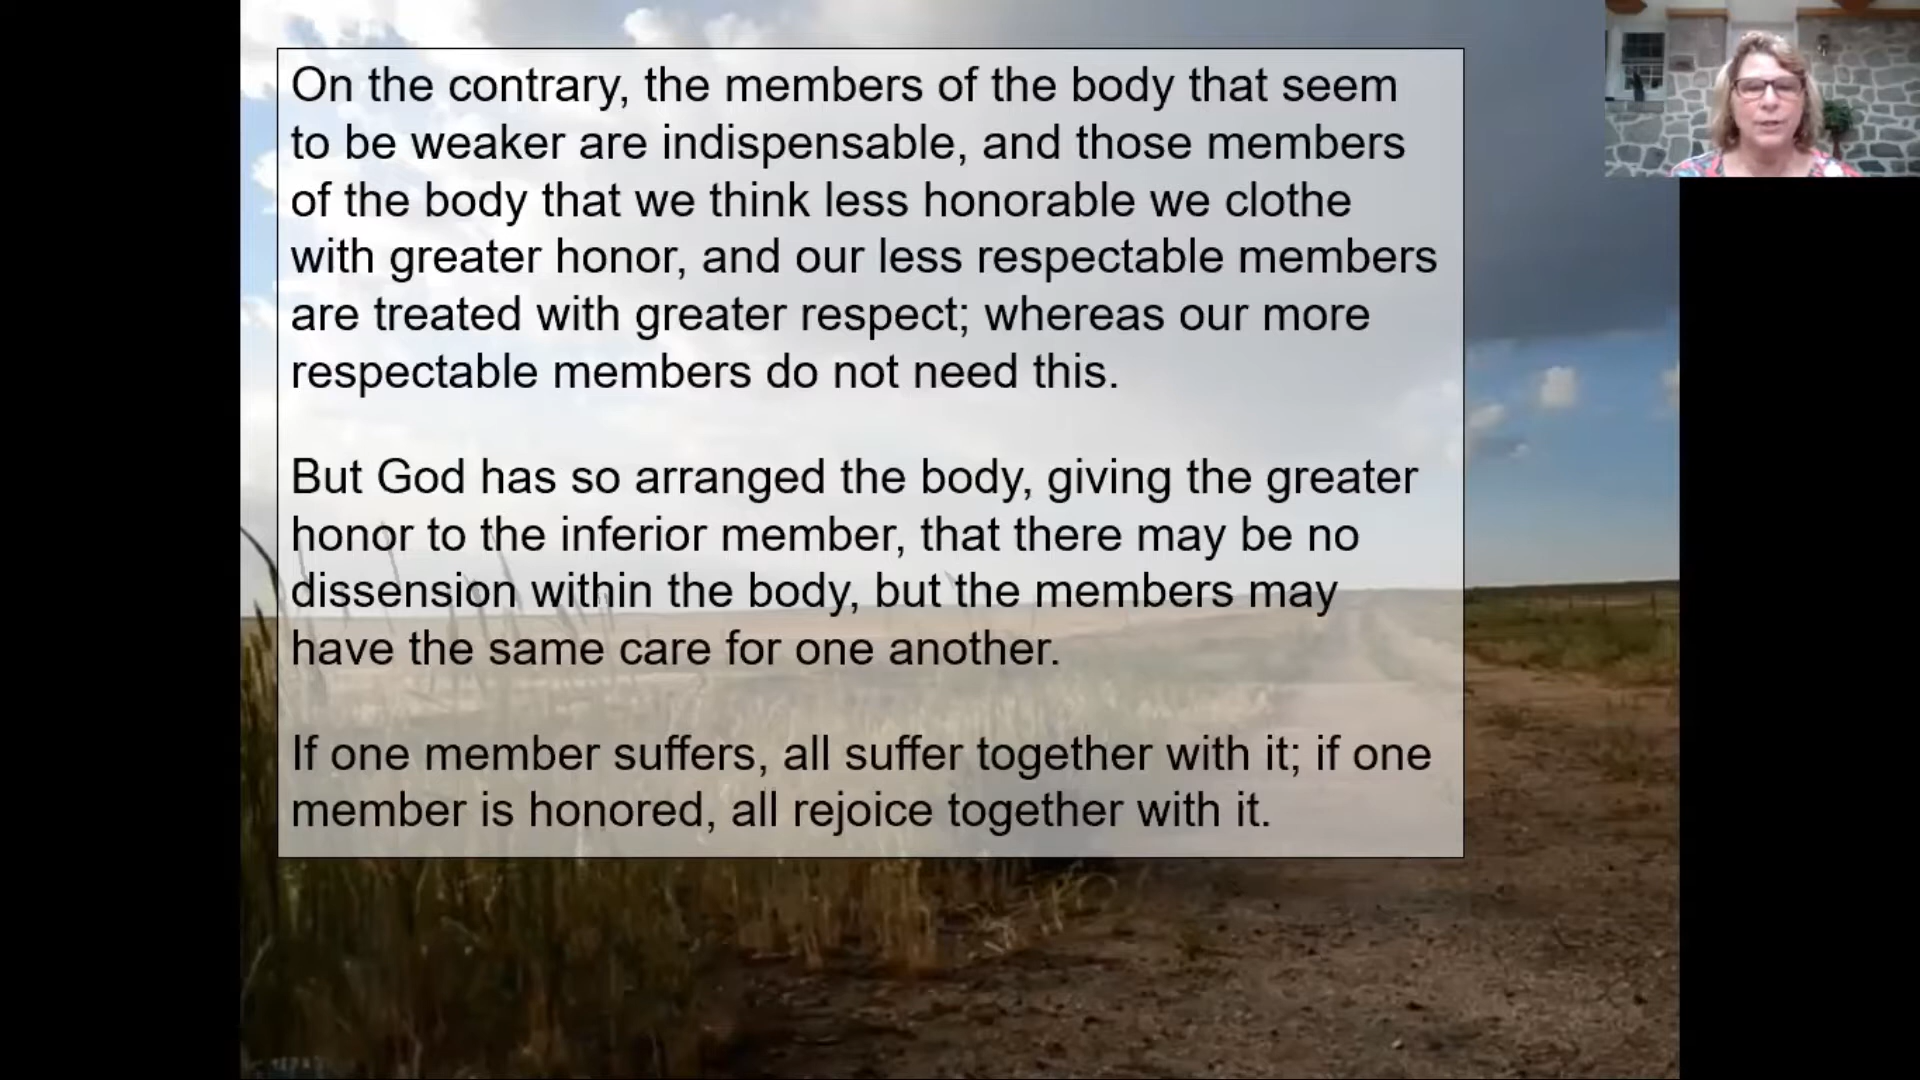 On the contrary, the members of the body that seem
to be weaker are indispensable, and those members
of the body that we think less honorable we clothe
with greater honor, and our less respectable members
are treated with greater respect; whereas our more
respectable members do not need this.
But God has so arranged the body, giving the greater
honor to the inferior member, that there may be no
dissension within the body, but the members may
have the same care for one another.
If one member suffers, all suffer together with it; if one
member is honored, all rejoice together with it.